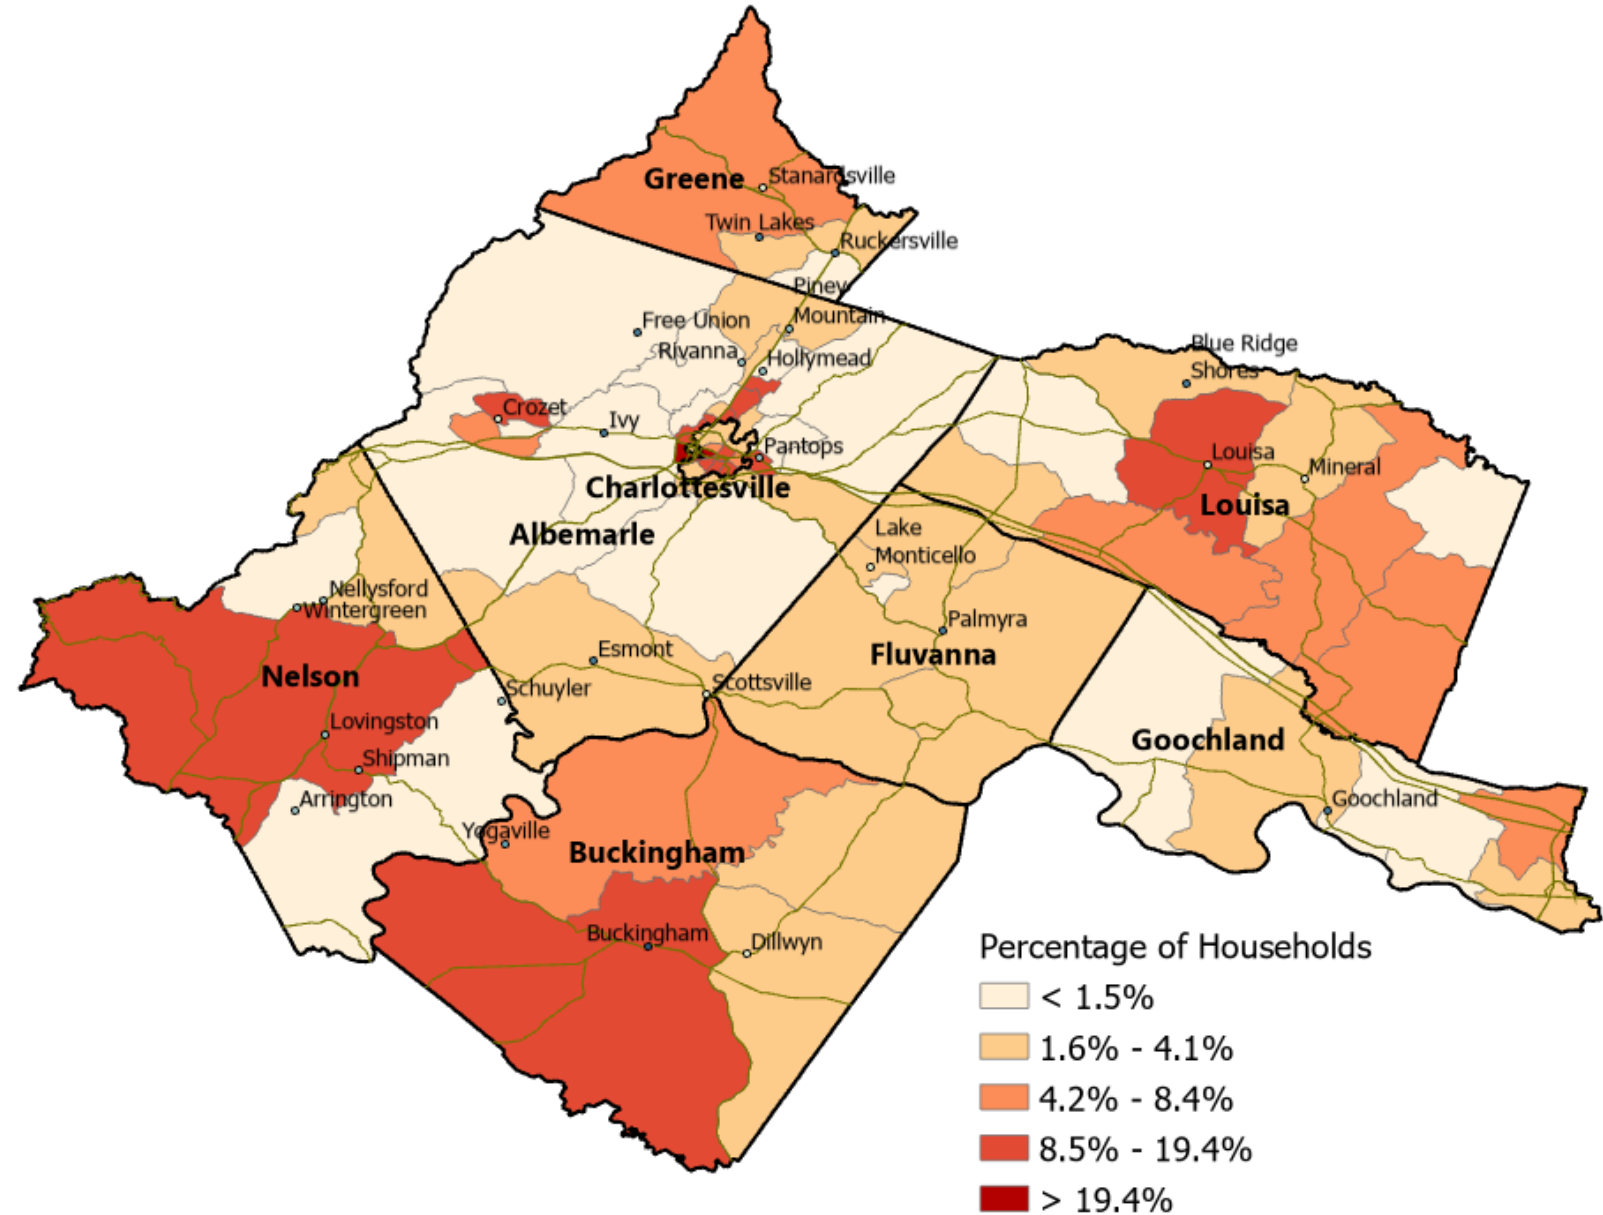 Greene
Stanardsville
Twin Lakes
Ruckersville
Piney
Mountain
Free Union
Rivanna
Hollymead
Blue Ridge
Shores
Crozet
Ivy
Pantops
Louisa
Mineral
Charlottesville
Louisa
Albemarle
Lake
Monticello
Nellysford
Wintergreen
Palmyra
Esmont
Fluvanna
Nelson
Schuyler
Scottsville
Lovingston
Goochland
Shipman
Arrington
Goochland
Yogaville
Buckingham
Buckingham
Dillwyn
Percentage of Households
< 1.5%
1.6% - 4.1%
4.2% - 8.4%
8.5% - 19.4%
> 19.4%